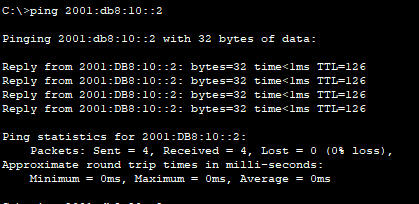 C:\>ping 2001:db8:10::2
Pinging 2001:db8:10::2 with 32 bytes of data:
Reply from 2001:DB8:10::2: bytes=32 time<1ms TTL=126
Reply from 2001:DB8:10::2: bytes=32 time<1ms TTL=126
Reply from 2001:DB8:10::2: bytes=32 time<1ms TTL=126
Reply from 2001:DB8:10::2: bytes=32 time<1ms TTL=126
Ping statistics for 2001:DB8:10::2:
Packets: Sent = 4, Received = 4, Lost = 0 (0% loss),
Approximate round trip times in milli-seconds:
Minimum = 0ms, Maximum = 0ms, Average = 0ms